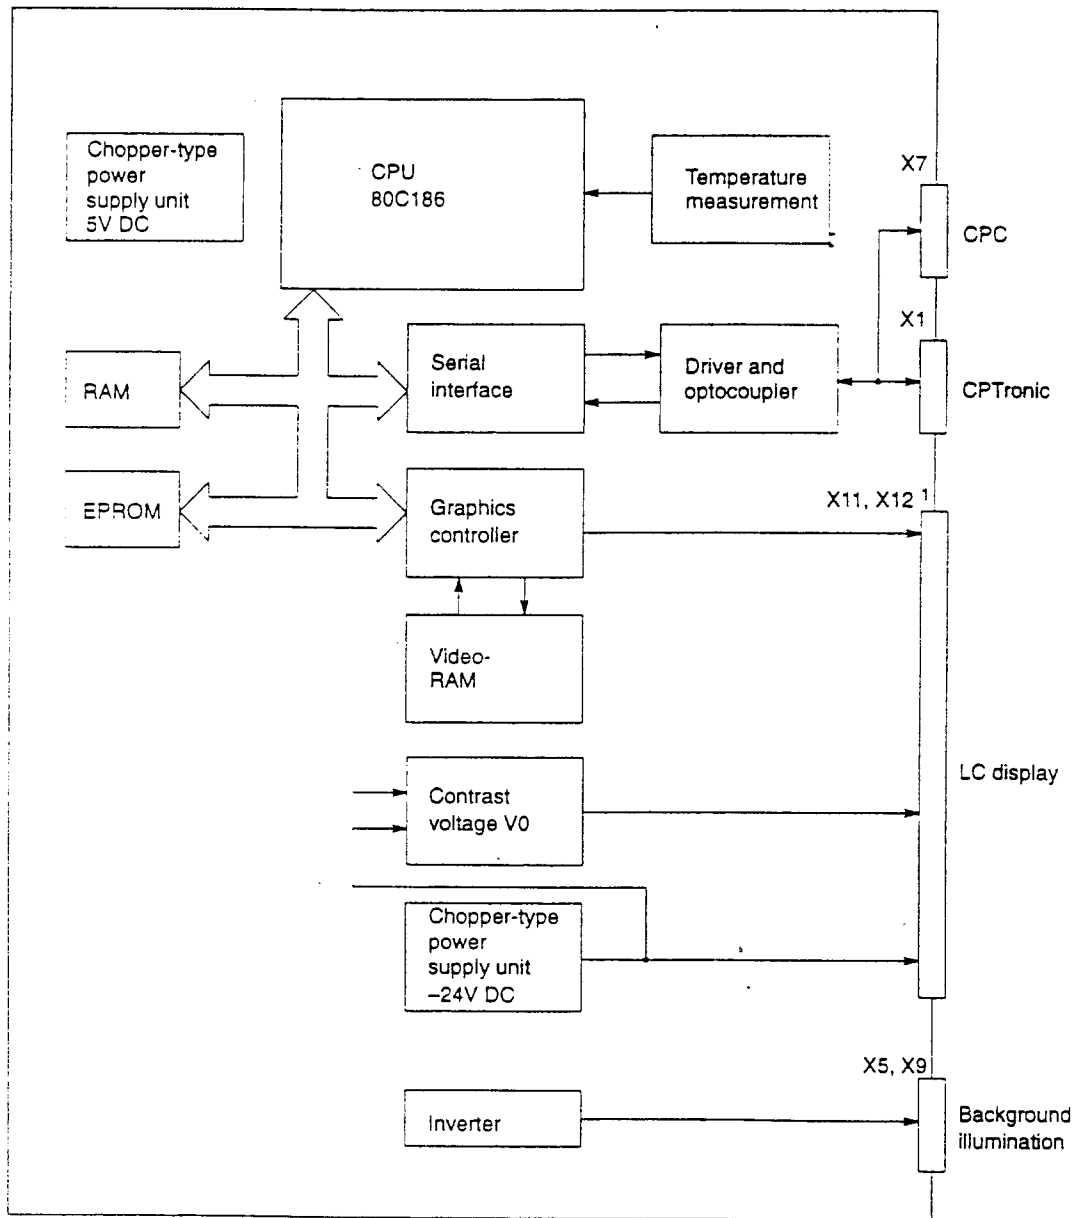 Chopper-type
power
supply unit
5V DC
CPU
80C186
Temperature
measurement
X7
CPC
X1
RAM
Serial
interface
Driver and
optocoupler
CPTronic
EPROM
Graphics
controller
X11, X12 1
Video-
RAM
Contrast
voltage V0
LC display
Chopper-type
power
supply unit
–24V DC
X5, X9
Inverter
Background
illumination